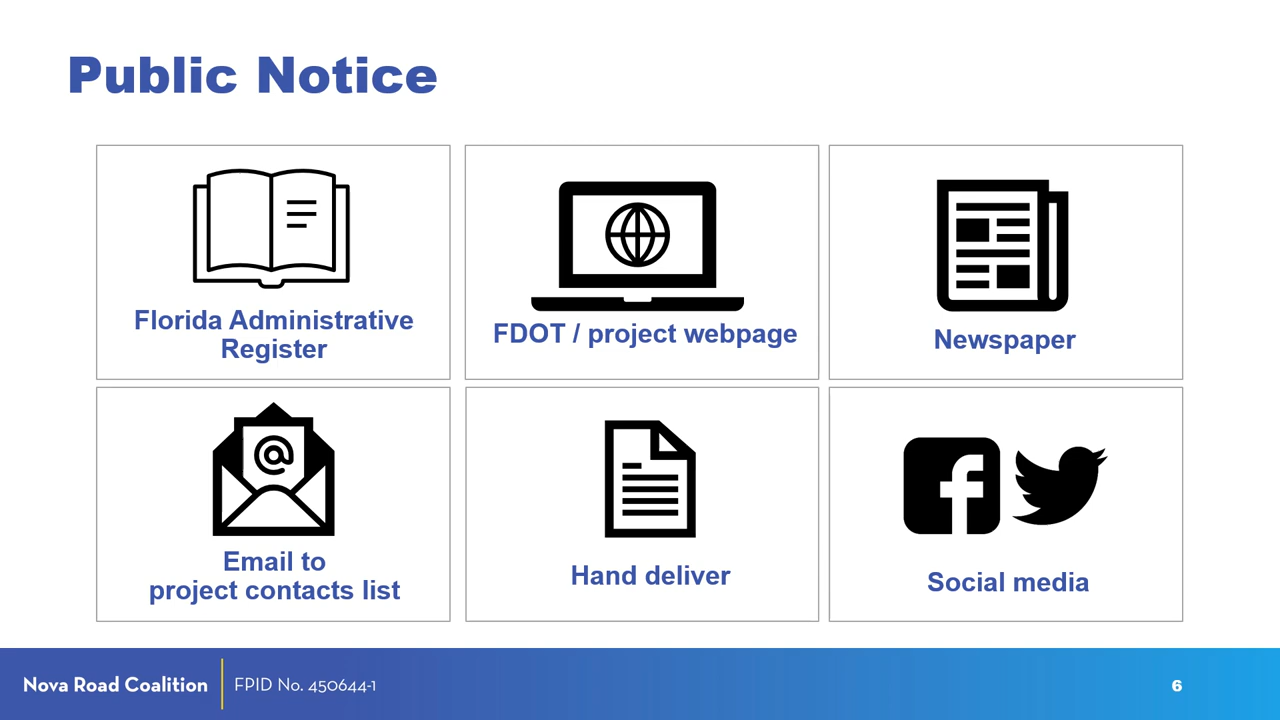 Public Notice
Florida Administrative
Register
FDOT / project webpage
Newspaper
@
Email to
project contacts list
Hand deliver
f
Social media
Nova Road Coalition
FPID No. 450644-1
6